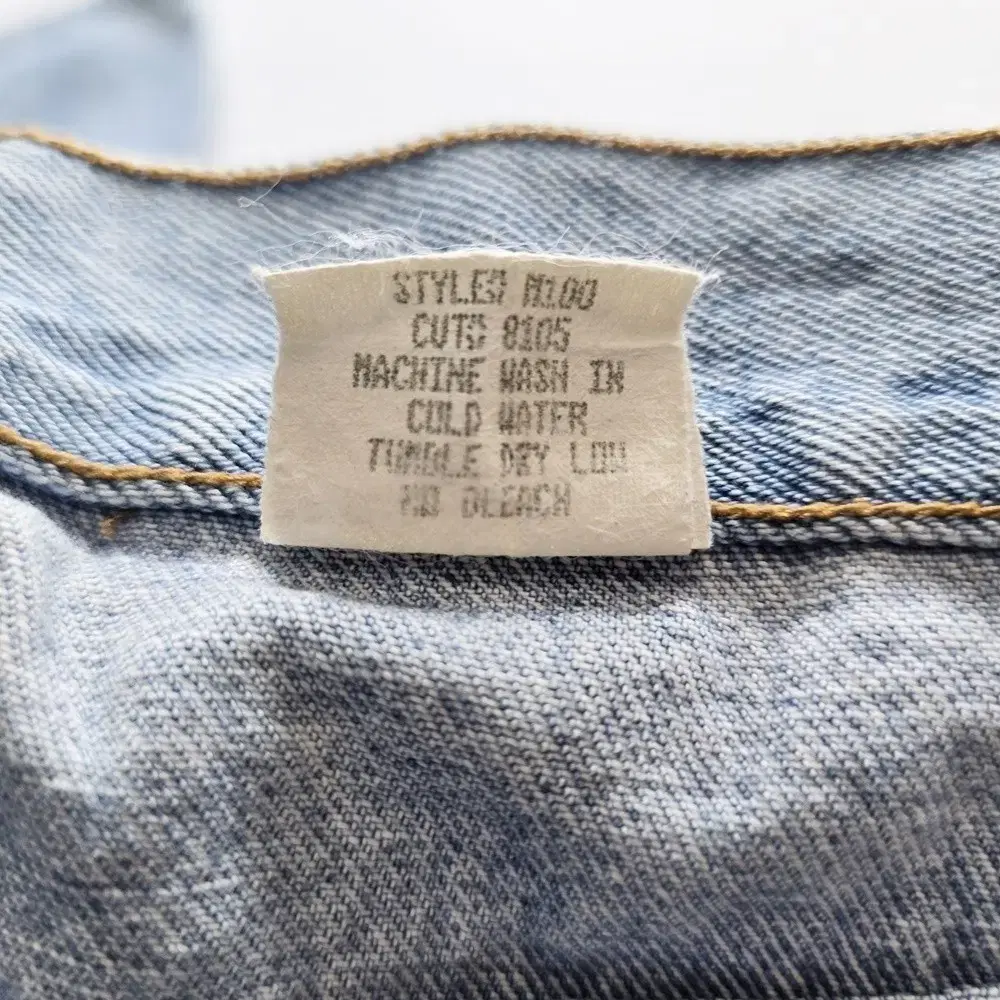 STYLE# M100
CUT# 8105
MACHINE WASH IN
COLD WATER
TUMBLE DRY LOW
NO BLEACH